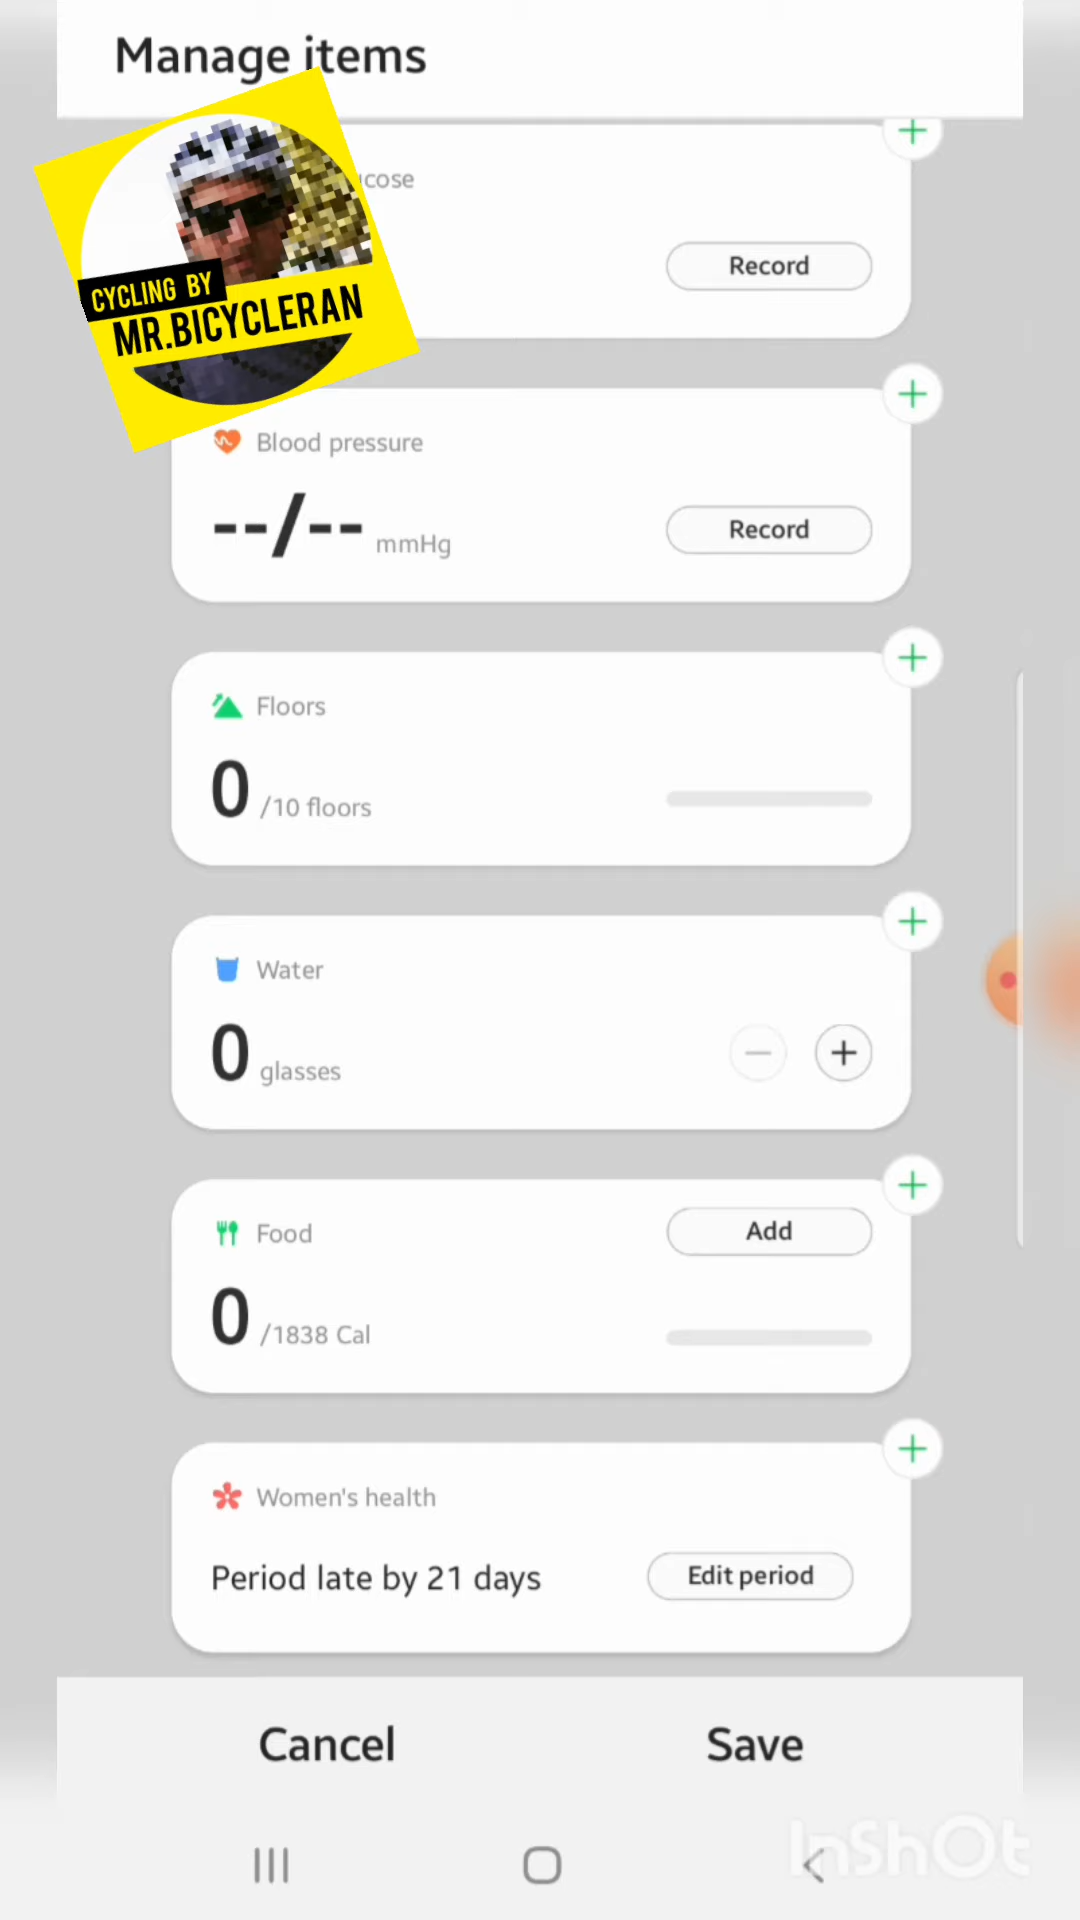 Manage items
CYCLING BY
MR.BICYCLERAN
Record
Blood pressure
--/-- mmHg
Record
Floors
0 /10 floors
Water
0 glasses
Food
Add
0 /1838 Cal
Women's health
Period late by 21 days
Edit period
Cancel
Save
InShOt